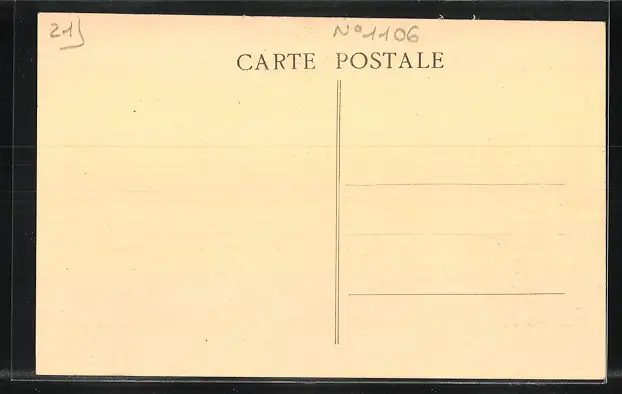 21)
N° 1106
CARTE POSTALE